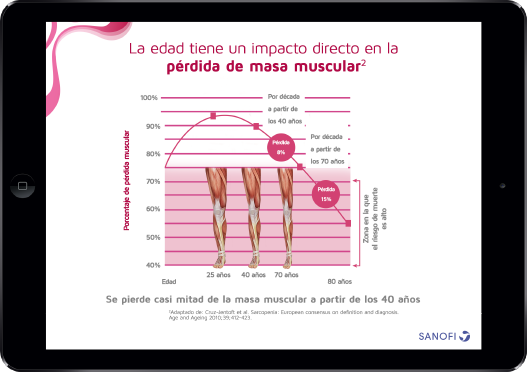 La edad tiene un impacto directo en la
pérdida de masa muscular²
Porcentaje de pérdida muscular
100%
90%
80%
70%
60%
50%
40%
Por década
a partir de
los 40 años
Pérdida
8%
Por década
a partir de
los 70 años
Pérdida
15%
Zona en la que
el riesgo de muerte
es alto
Edad
25 años
40 años
70 años
80 años
Se pierde casi mitad de la masa muscular a partir de los 40 años
²Adaptado de: Cruz-Jentoft et al. Sarcopenia: European consensus on definition and diagnosis.
Age and Ageing 2010;39:412-423.
SANOFI